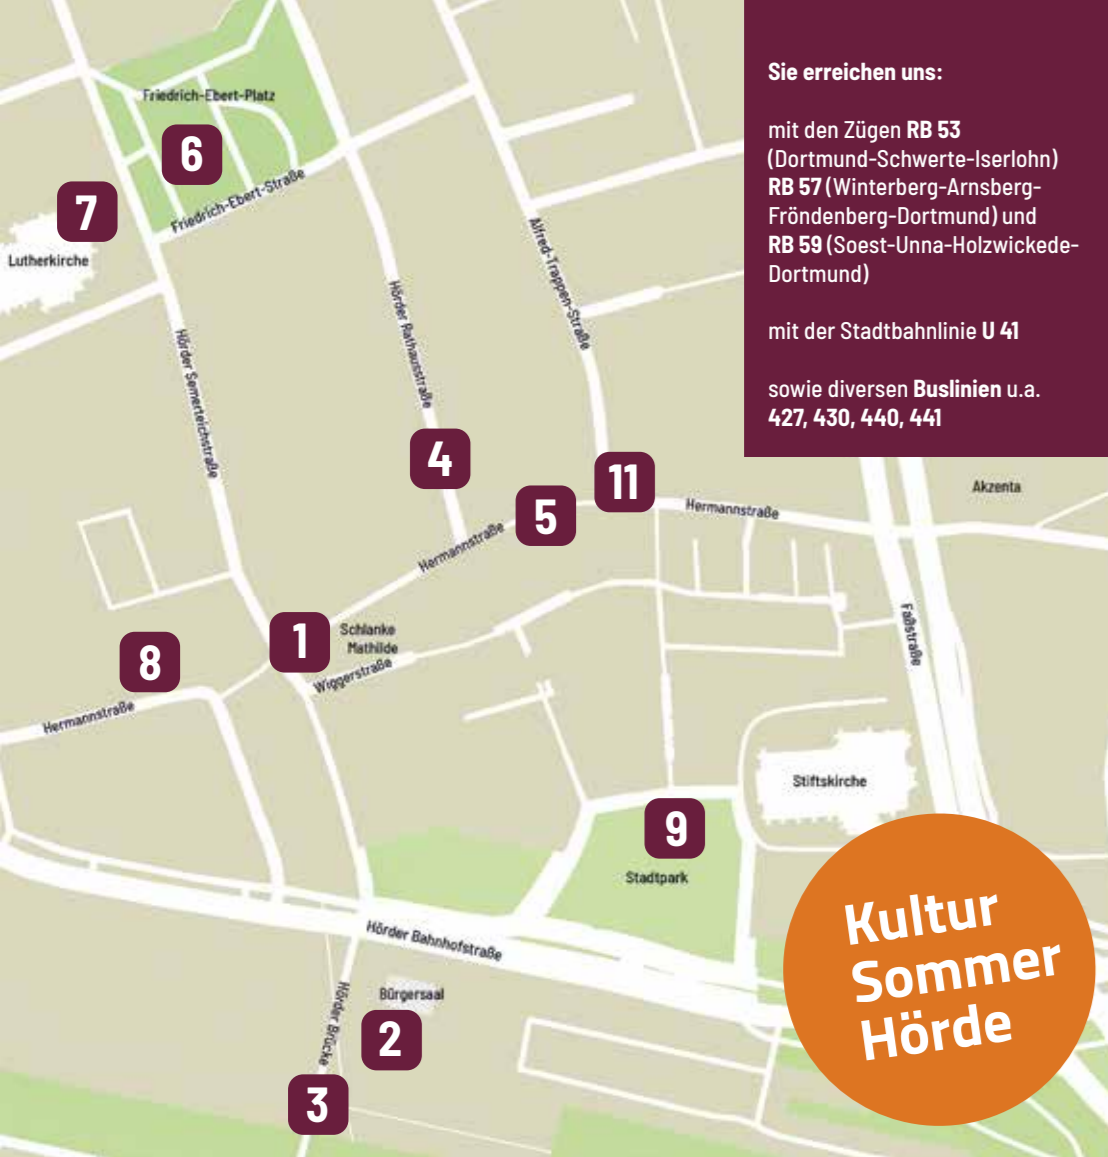 Sie erreichen uns:
mit den Zügen RB 53
(Dortmund-Schwerte-Iserlohn)
RB 57 (Winterberg-Arnsberg-
Fröndenberg-Dortmund) und
RB 59 (Soest-Unna-Holzwickede-
Dortmund)
mit der Stadtbahnlinie U 41
sowie diversen Buslinien u.a.
427, 430, 440, 441
Friedrich-Ebert-Platz
6
Friedrich-Ebert-Straße
7
Lutherkirche
Hörder Semerteichstraße
Hörder Rathausstraße
Alfred-Trappen-Straße
4
11
5
Hermannstraße
Hermannstraße
Akzenta
Faßstraße
1
Schlanke
Mathilde
Wiggerstraße
8
Hermannstraße
Stiftskirche
9
Stadtpark
Hörder Bahnhofstraße
Hörder Brücke
Bürgersaal
2
3
Kultur
Sommer
Hörde